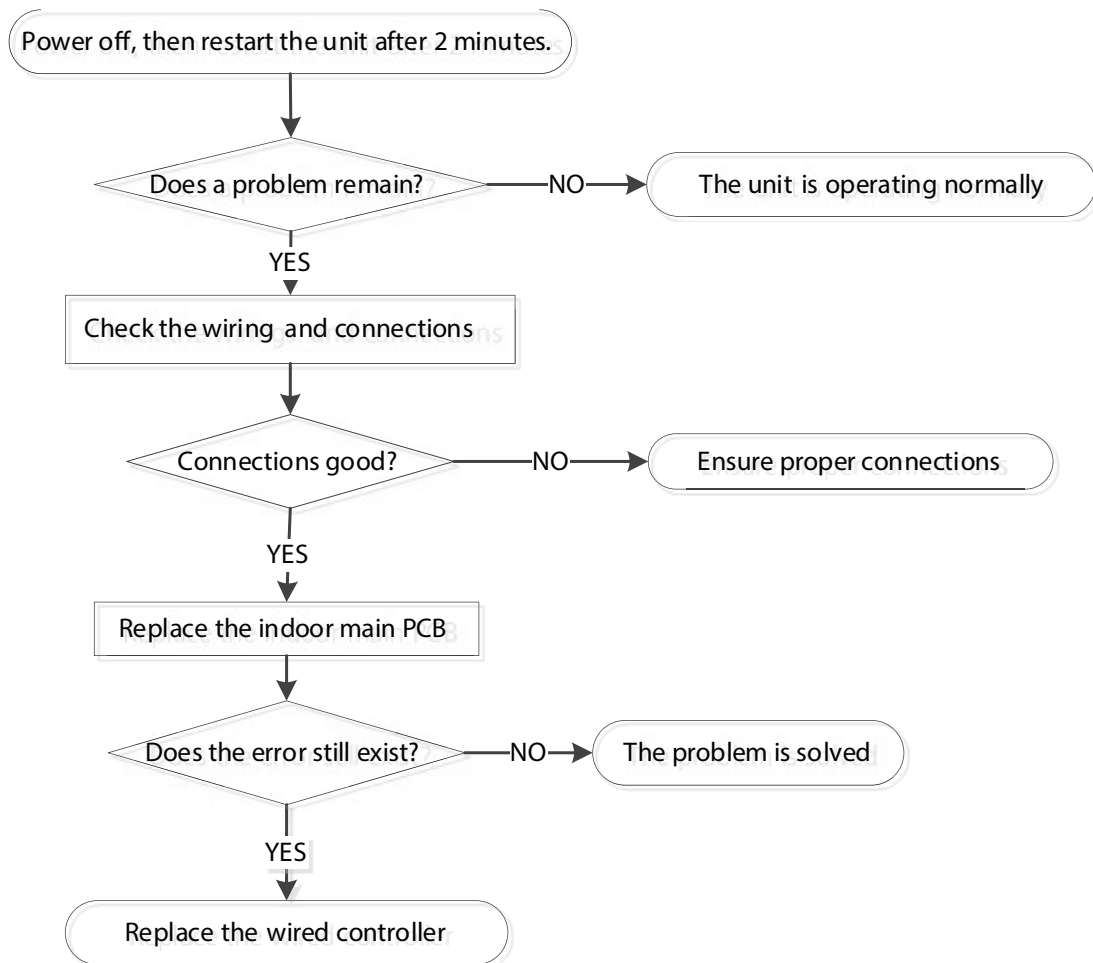 Power off, then restart the unit after 2 minutes.
Does a problem remain?
NO
The unit is operating normally
YES
Check the wiring and connections
Connections good?
NO
Ensure proper connections
YES
Replace the indoor main PCB
Does the error still exist?
NO
The problem is solved
YES
Replace the wired controller